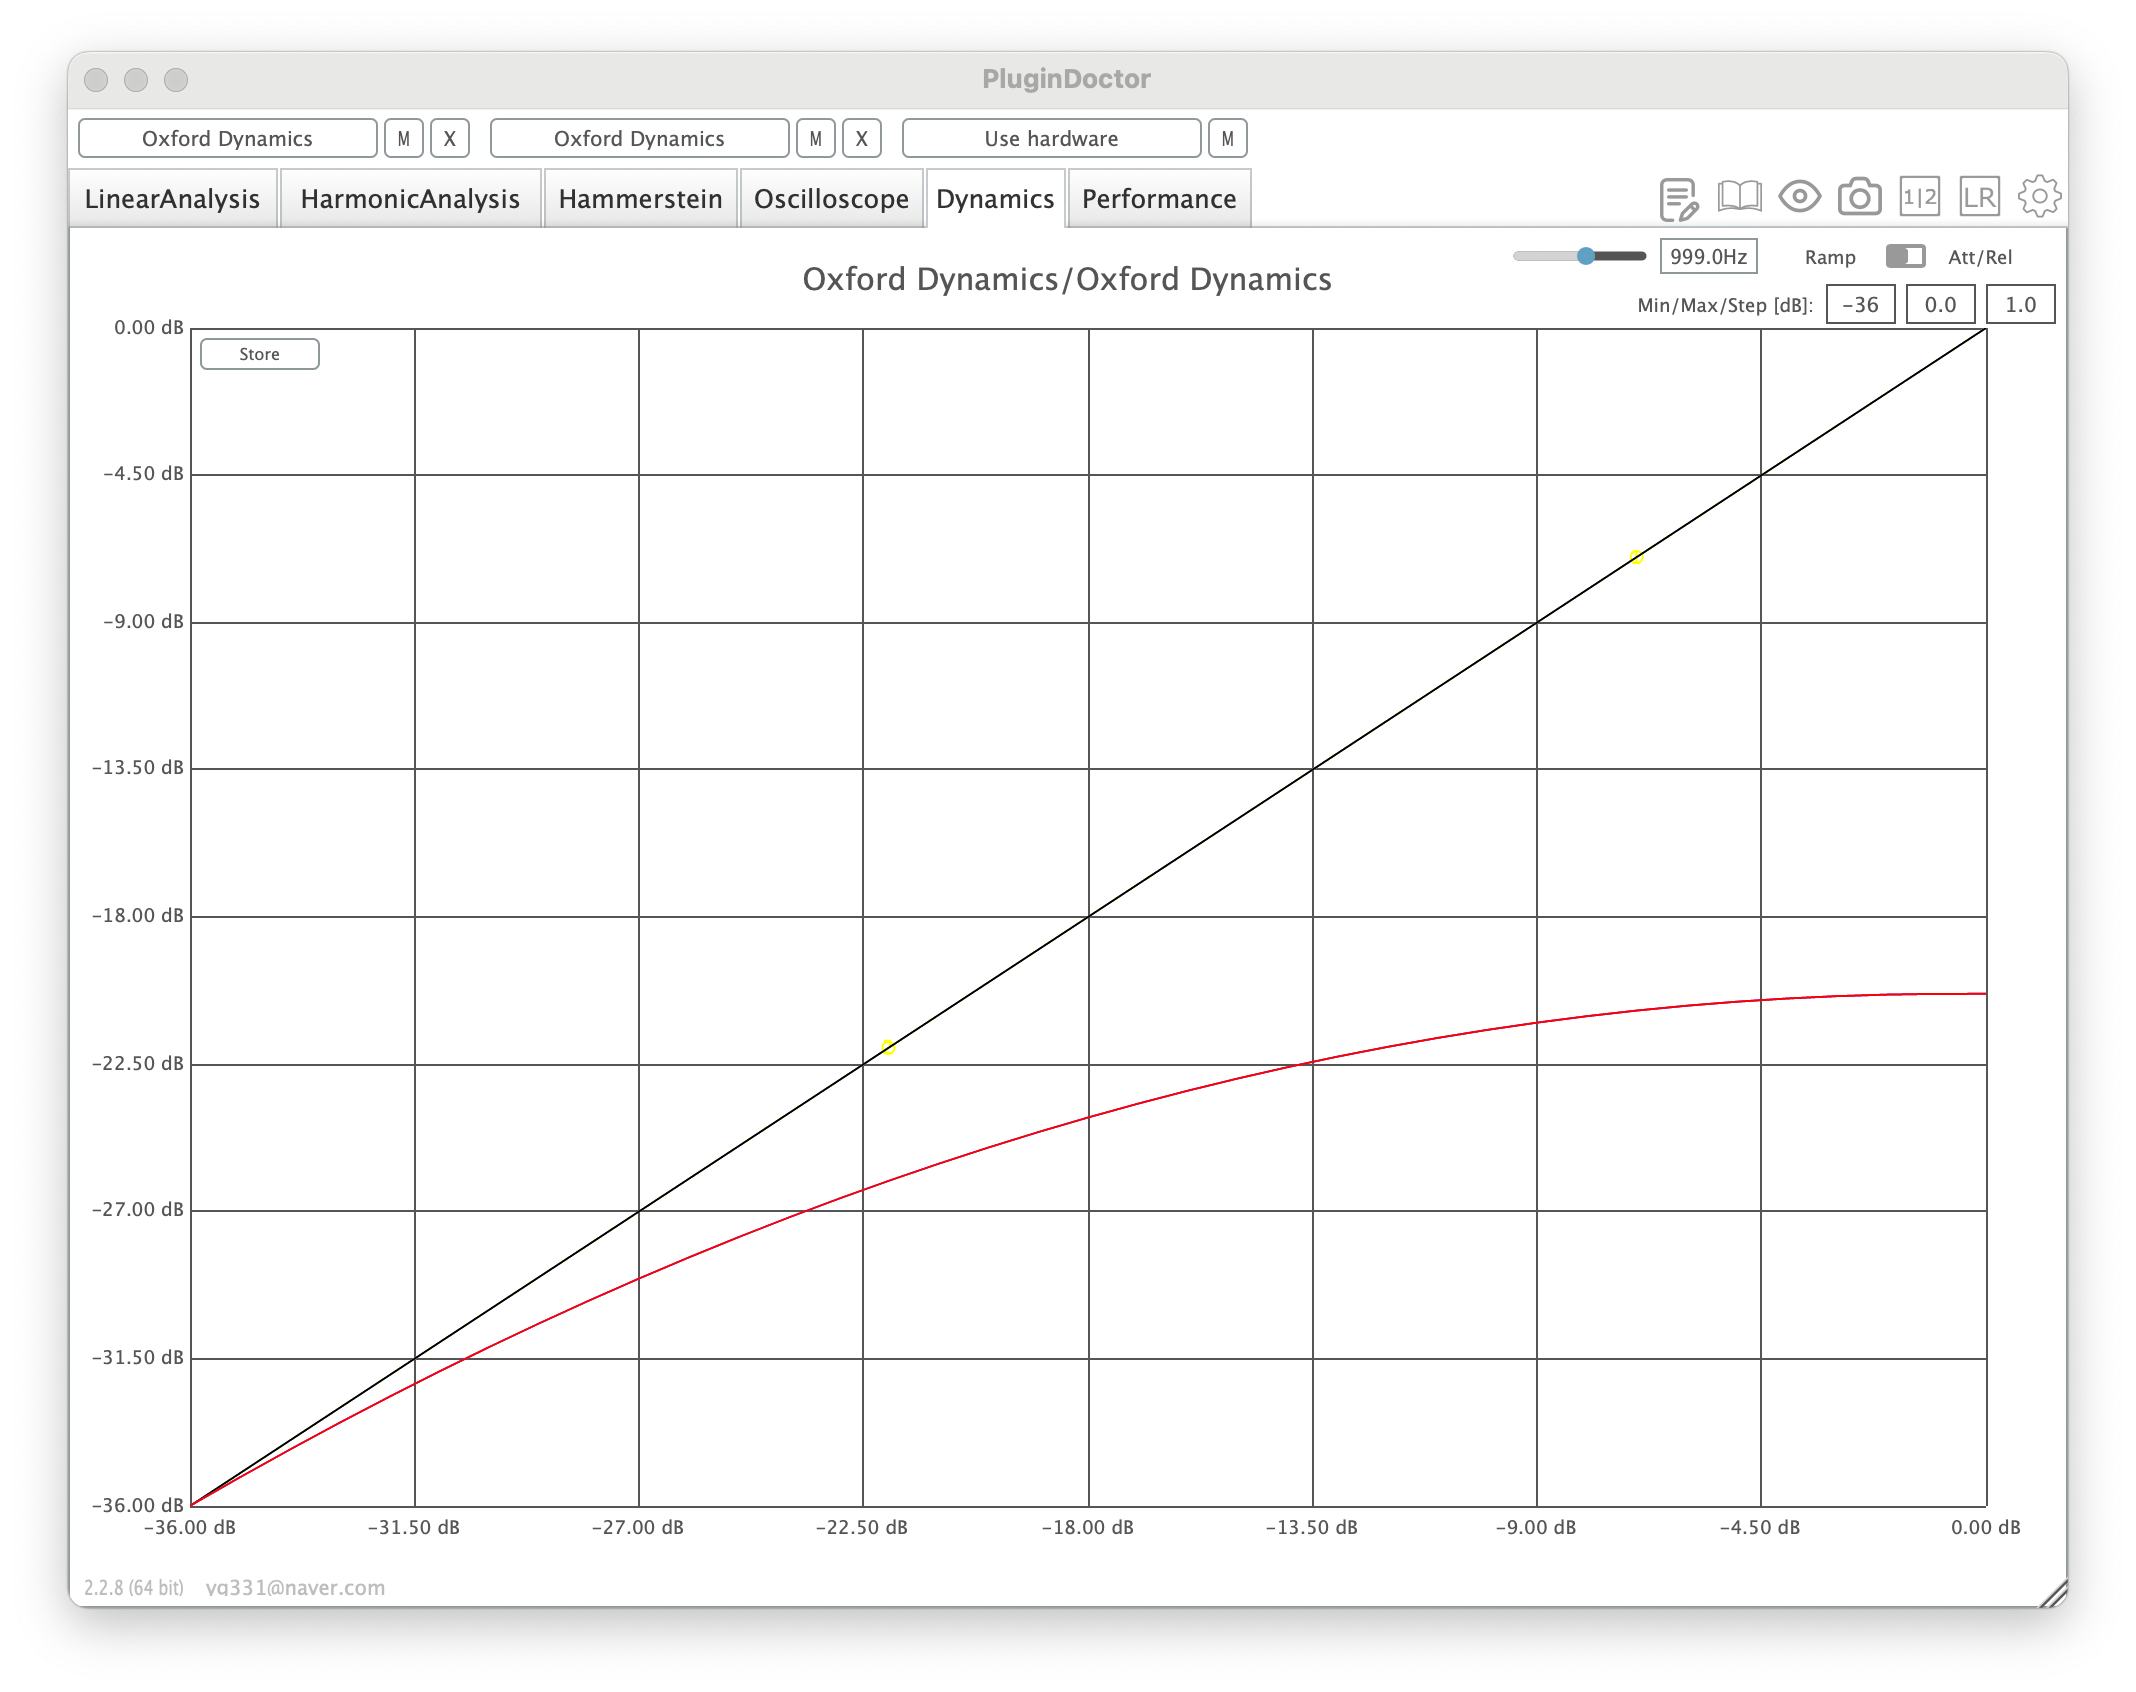 PluginDoctor
Oxford Dynamics M X Oxford Dynamics M X Use hardware M
LinearAnalysis HarmonicAnalysis Hammerstein Oscilloscope Dynamics Performance 1|2 LR
999.0Hz Ramp Att/Rel
Oxford Dynamics/Oxford Dynamics
Min/Max/Step [dB]: -36 0.0 1.0
0.00 dB
Store
-4.50 dB
-9.00 dB
-13.50 dB
-18.00 dB
-22.50 dB
-27.00 dB
-31.50 dB
-36.00 dB
-36.00 dB -31.50 dB -27.00 dB -22.50 dB -18.00 dB -13.50 dB -9.00 dB -4.50 dB 0.00 dB
2.2.8 (64 bit)